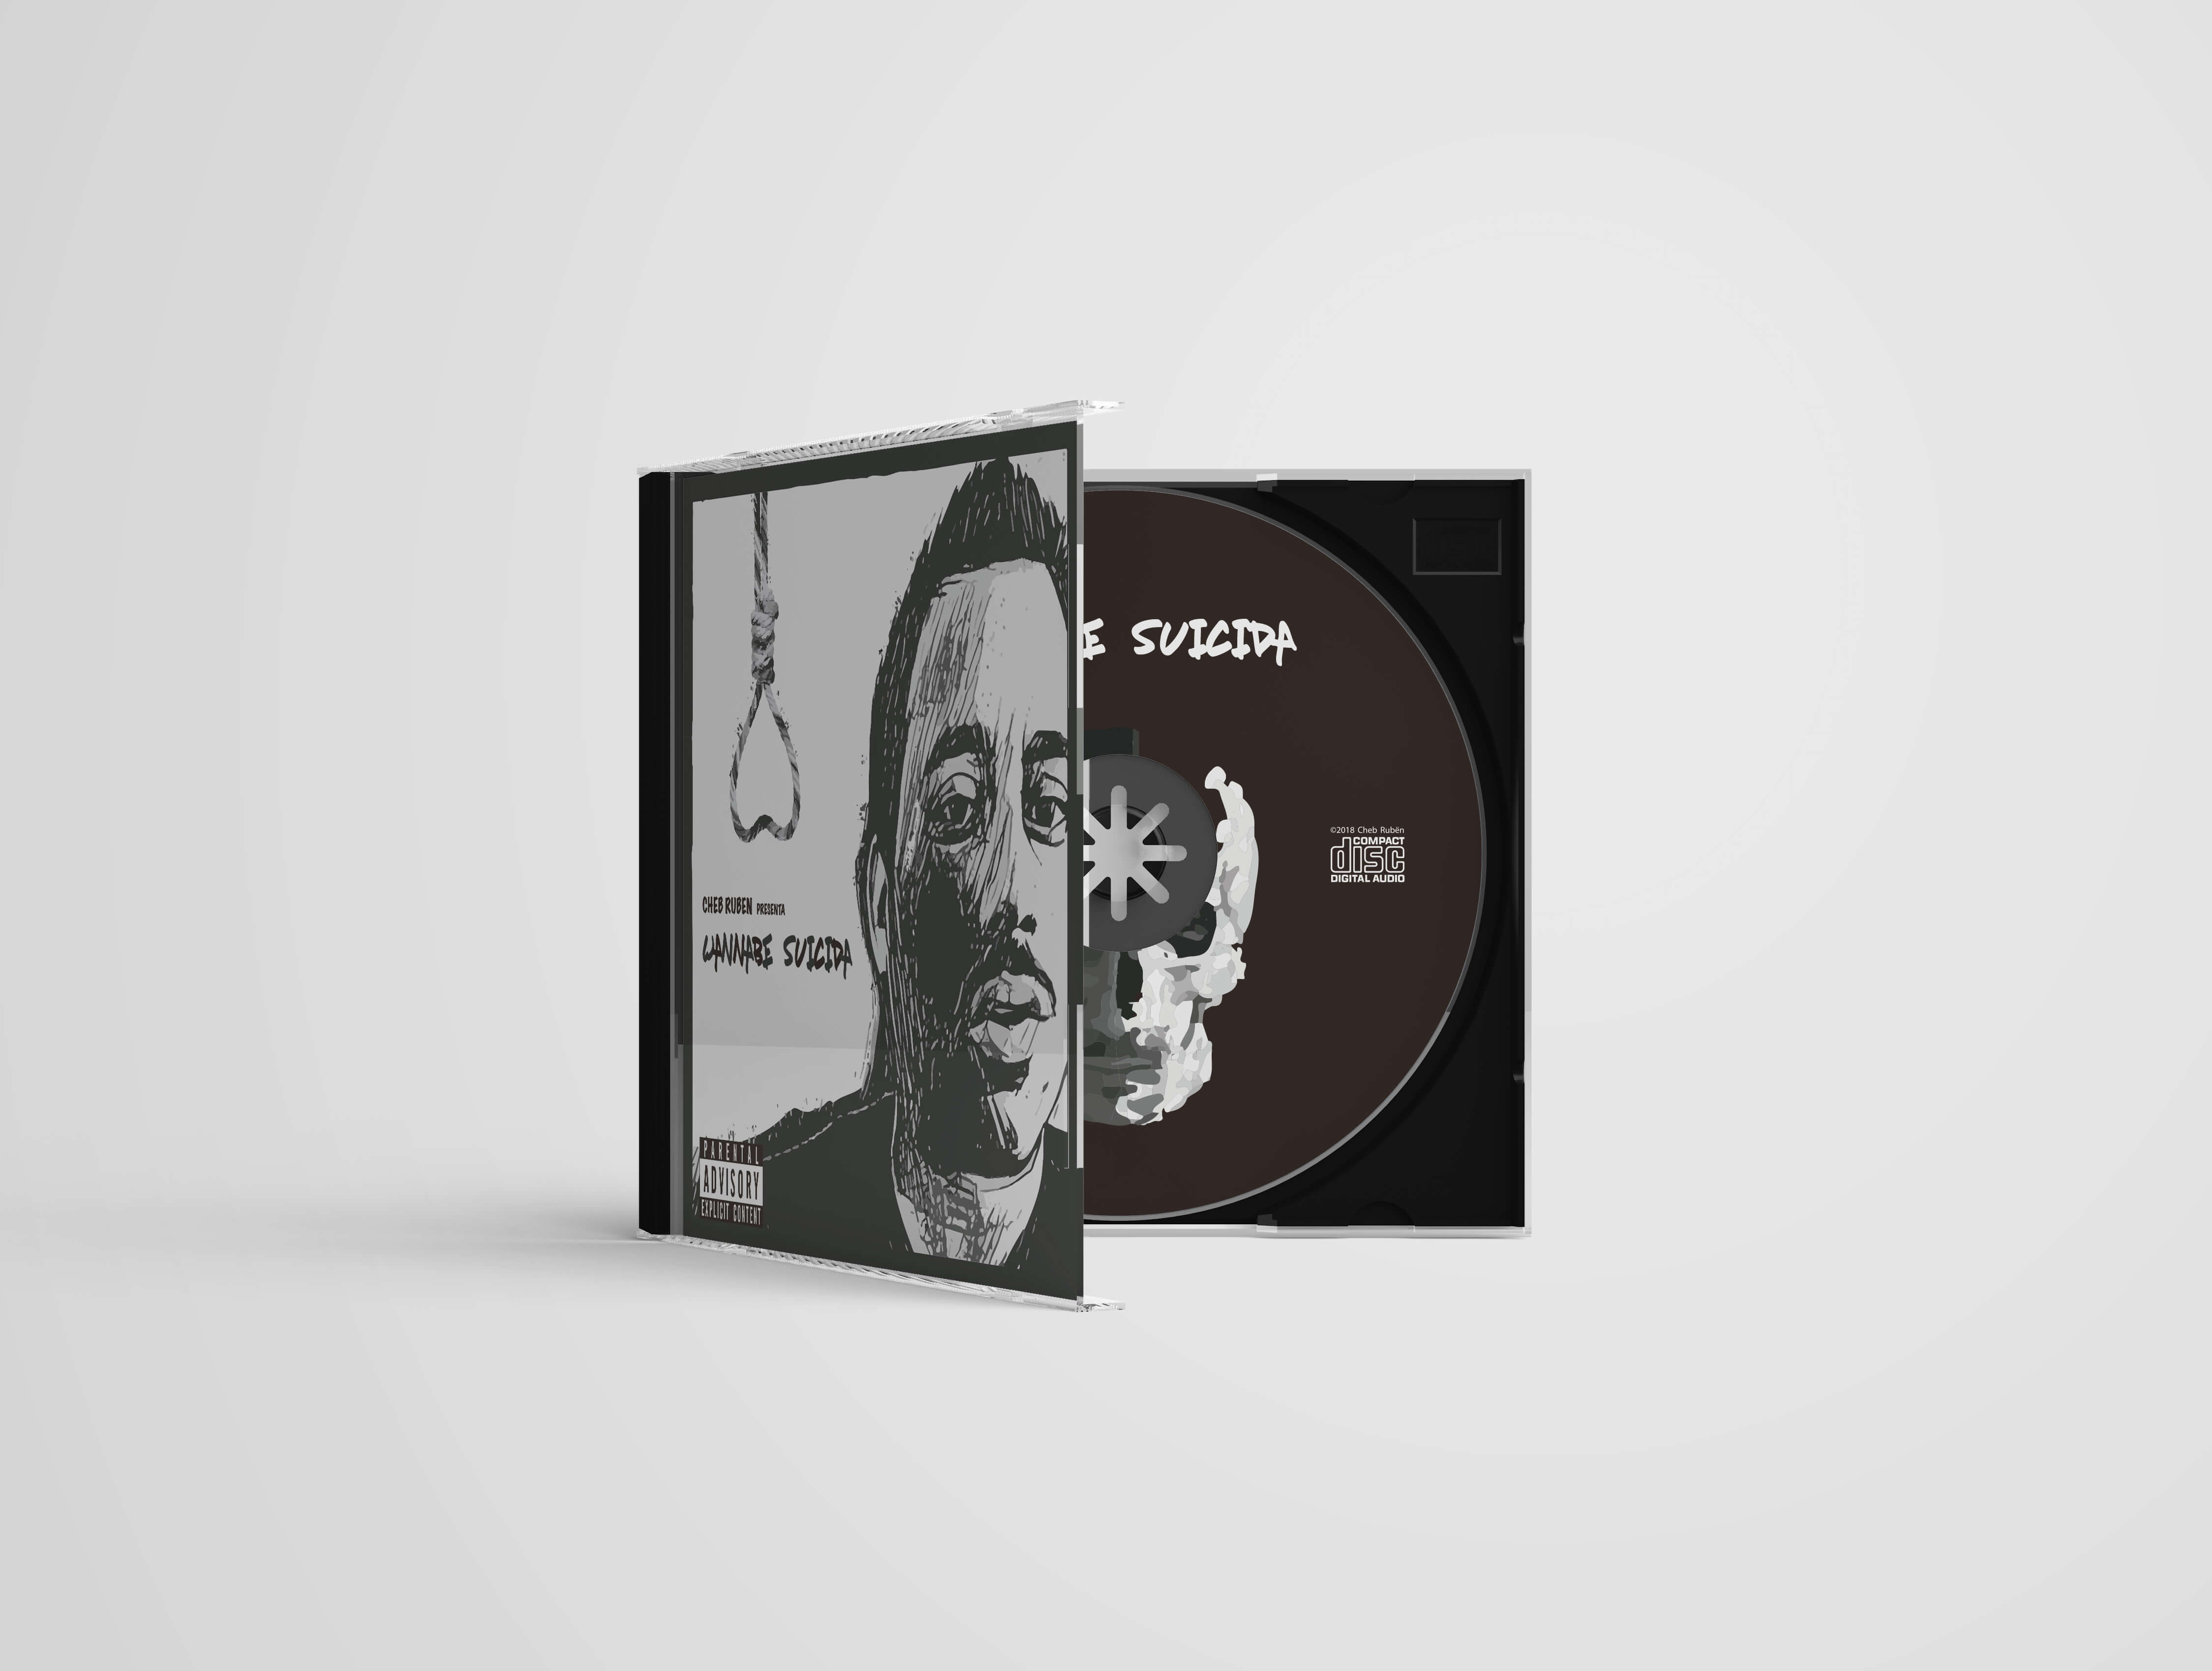 CHEB RUBEN PRESENTA
WANNABE SUICIDA
PARENTAL
ADVISORY
EXPLICIT CONTENT
E SUICIDA
©2018 Cheb Rubën
COMPACT
disc
DIGITAL AUDIO